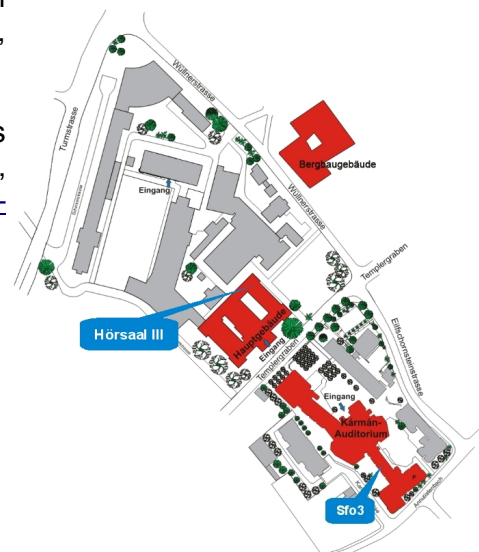 ,
s
,
Wüllnerstrasse
Turmstrasse
Bergbaugebäude
Eingang
Wüllnerstrasse
Templergraben
Hörsaal III
Hauptgebäude
Eingang
Templergraben
Eilfschornsteinstrasse
Eingang
Kármán-
Auditorium
Sfo3